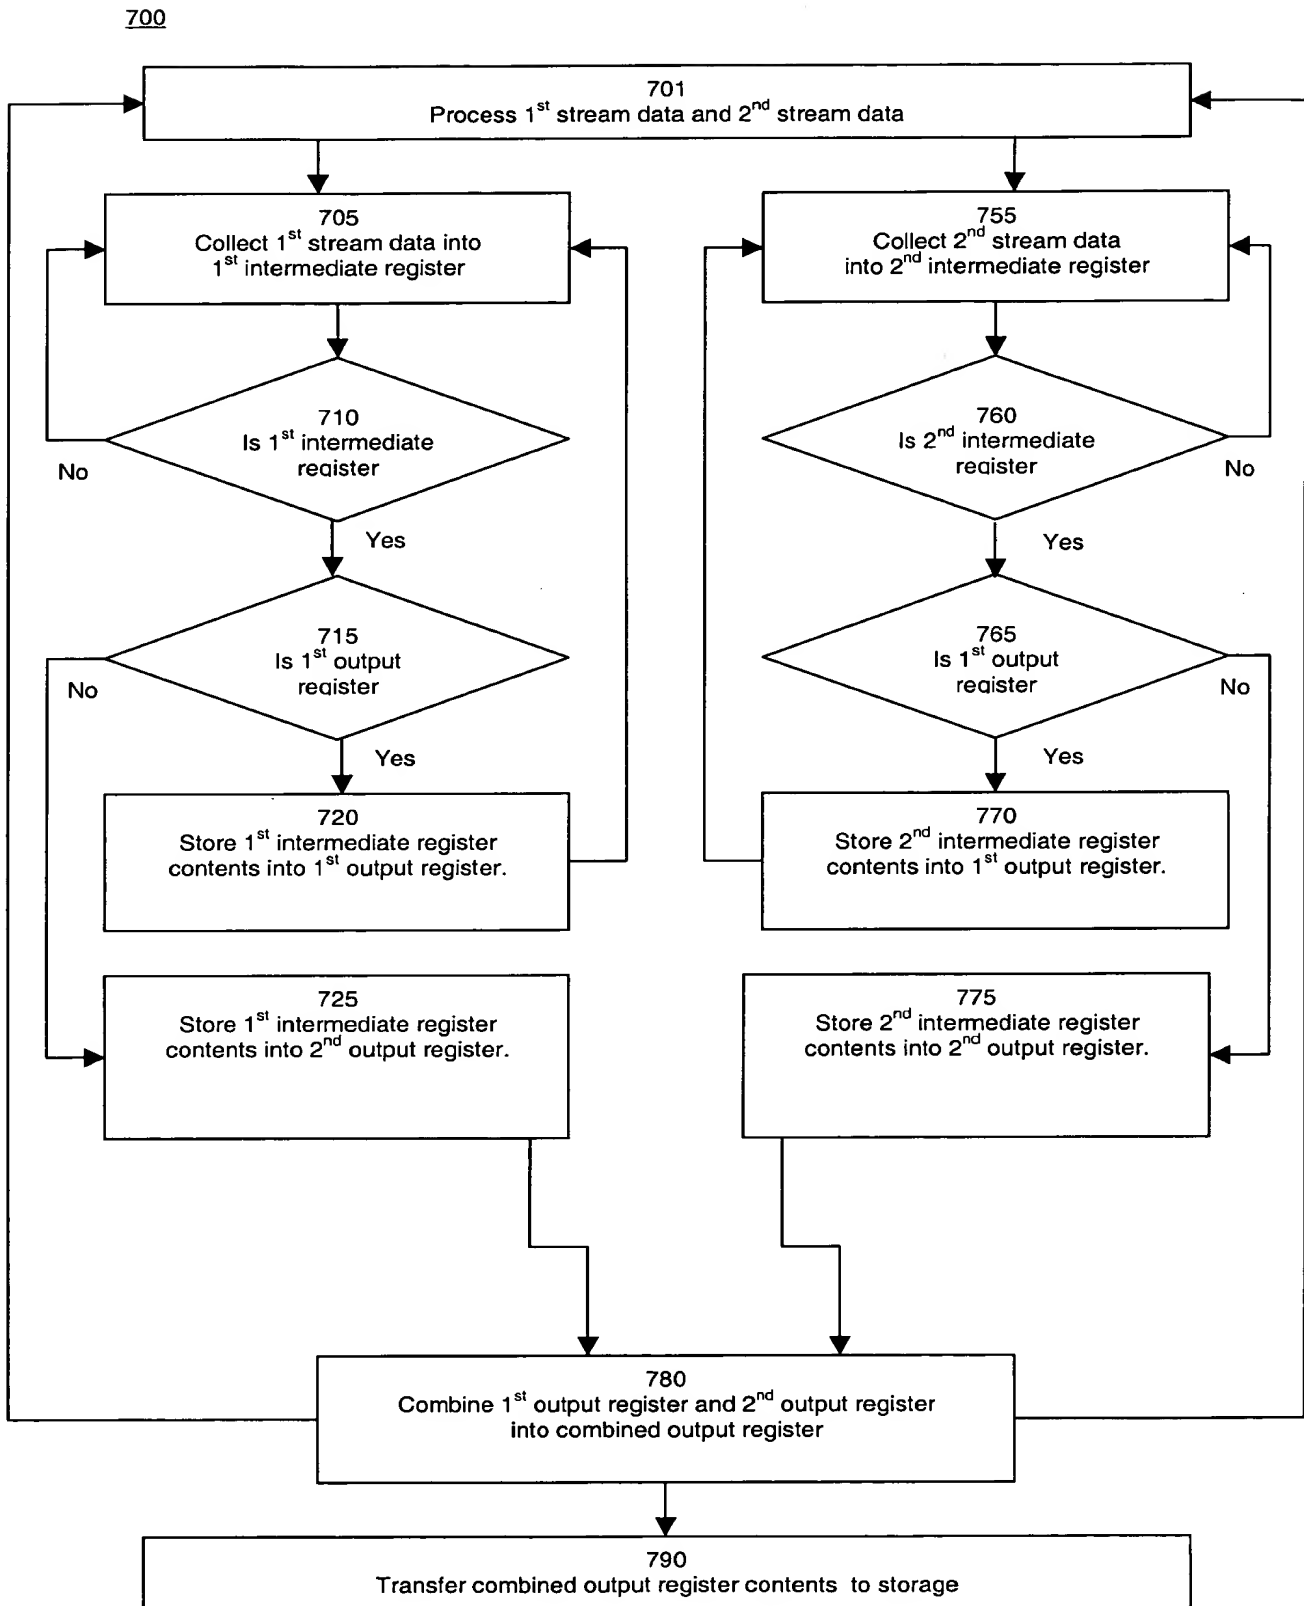 700
701
Process 1st stream data and 2nd stream data
705
Collect 1st stream data into
1st intermediate register
755
Collect 2nd stream data
into 2nd intermediate register
710
Is 1st intermediate
register
No
Yes
760
Is 2nd intermediate
register
No
Yes
715
Is 1st output
register
No
Yes
765
Is 1st output
register
No
Yes
720
Store 1st intermediate register
contents into 1st output register.
770
Store 2nd intermediate register
contents into 1st output register.
725
Store 1st intermediate register
contents into 2nd output register.
775
Store 2nd intermediate register
contents into 2nd output register.
780
Combine 1st output register and 2nd output register
into combined output register
790
Transfer combined output register contents to storage